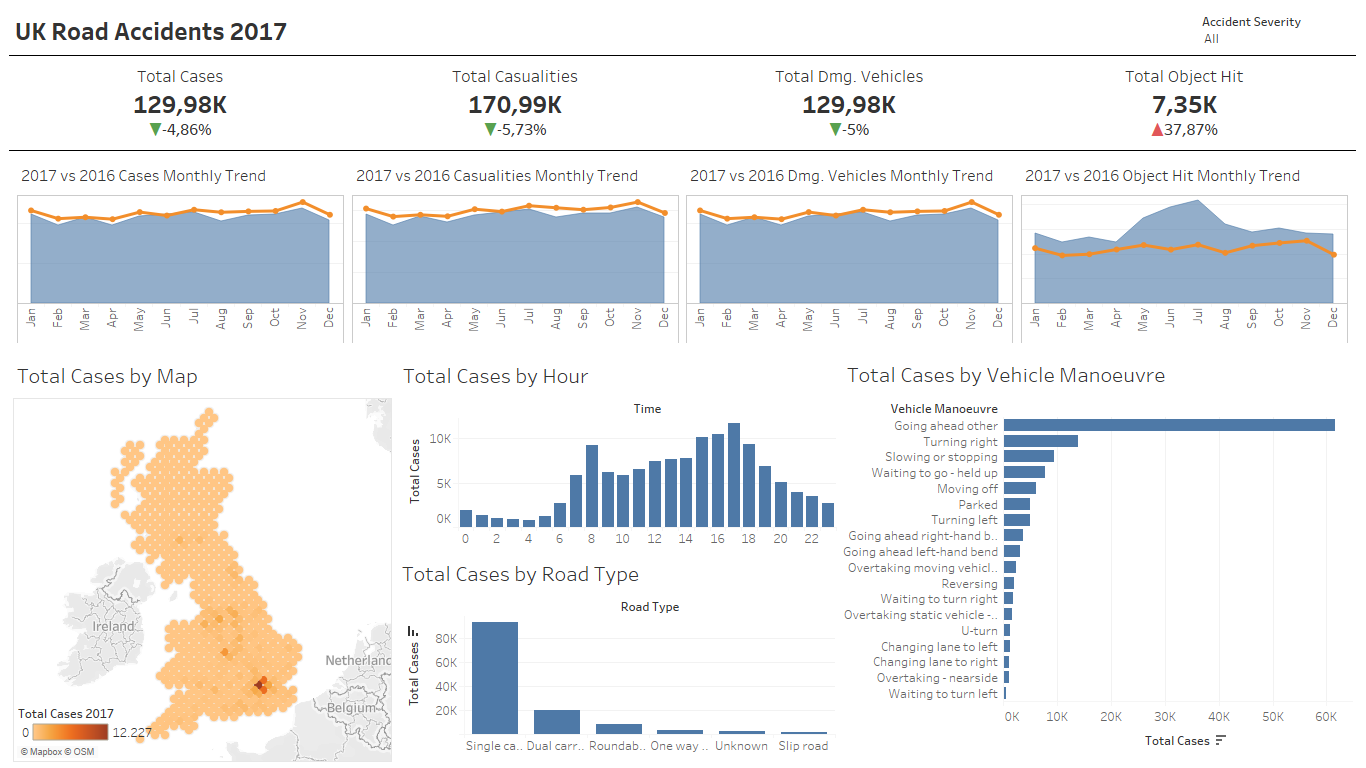 UK Road Accidents 2017
Accident Severity
All
Total Cases
129,98K
▼-4,86%
Total Casualities
170,99K
▼-5,73%
Total Dmg. Vehicles
129,98K
▼-5%
Total Object Hit
7,35K
▲37,87%
2017 vs 2016 Cases Monthly Trend
Jan Feb Mar Apr May Jun Jul Aug Sep Oct Nov Dec
2017 vs 2016 Casualities Monthly Trend
Jan Feb Mar Apr May Jun Jul Aug Sep Oct Nov Dec
2017 vs 2016 Dmg. Vehicles Monthly Trend
Jan Feb Mar Apr May Jun Jul Aug Sep Oct Nov Dec
2017 vs 2016 Object Hit Monthly Trend
Jan Feb Mar Apr May Jun Jul Aug Sep Oct Nov Dec
Total Cases by Map
Ireland
Netherland
Belgium
Total Cases 2017
0 12.227
© Mapbox © OSM
Total Cases by Hour
Time
Total Cases
10K
5K
0K
0 2 4 6 8 10 12 14 16 18 20 22
Total Cases by Road Type
Road Type
Total Cases
80K
60K
40K
20K
Single ca.. Dual carr.. Roundab.. One way .. Unknown Slip road
Total Cases by Vehicle Manoeuvre
Vehicle Manoeuvre
Going ahead other
Turning right
Slowing or stopping
Waiting to go - held up
Moving off
Parked
Turning left
Going ahead right-hand b..
Going ahead left-hand bend
Overtaking moving vehicl..
Reversing
Waiting to turn right
Overtaking static vehicle -..
U-turn
Changing lane to left
Changing lane to right
Overtaking - nearside
Waiting to turn left
0K 10K 20K 30K 40K 50K 60K
Total Cases